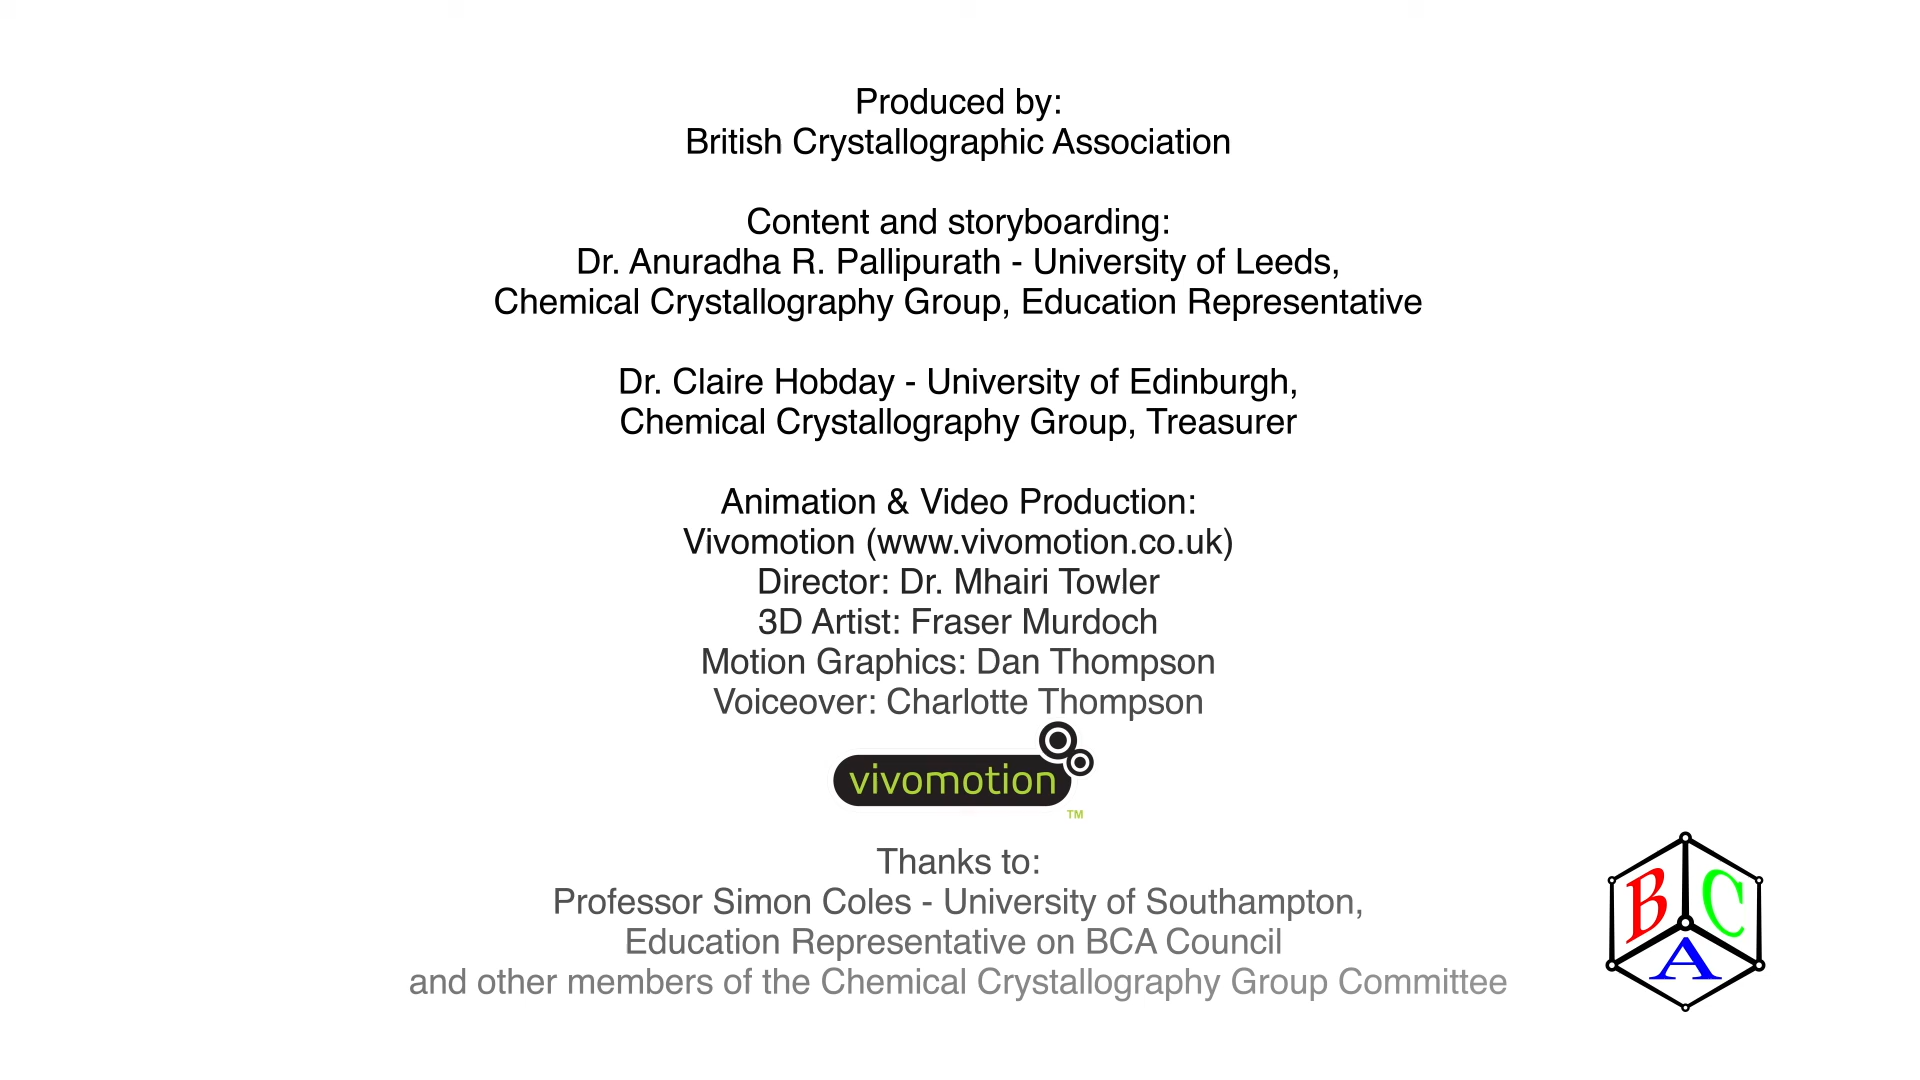 Produced by:
British Crystallographic Association
Content and storyboarding:
Dr. Anuradha R. Pallipurath - University of Leeds,
Chemical Crystallography Group, Education Representative
Dr. Claire Hobday - University of Edinburgh,
Chemical Crystallography Group, Treasurer
Animation & Video Production:
Vivomotion (www.vivomotion.co.uk)
Director: Dr. Mhairi Towler
3D Artist: Fraser Murdoch
Motion Graphics: Dan Thompson
Voiceover: Charlotte Thompson
vivomotion
TM
Thanks to:
Professor Simon Coles - University of Southampton,
Education Representative on BCA Council
and other members of the Chemical Crystallography Group Committee
B C
A